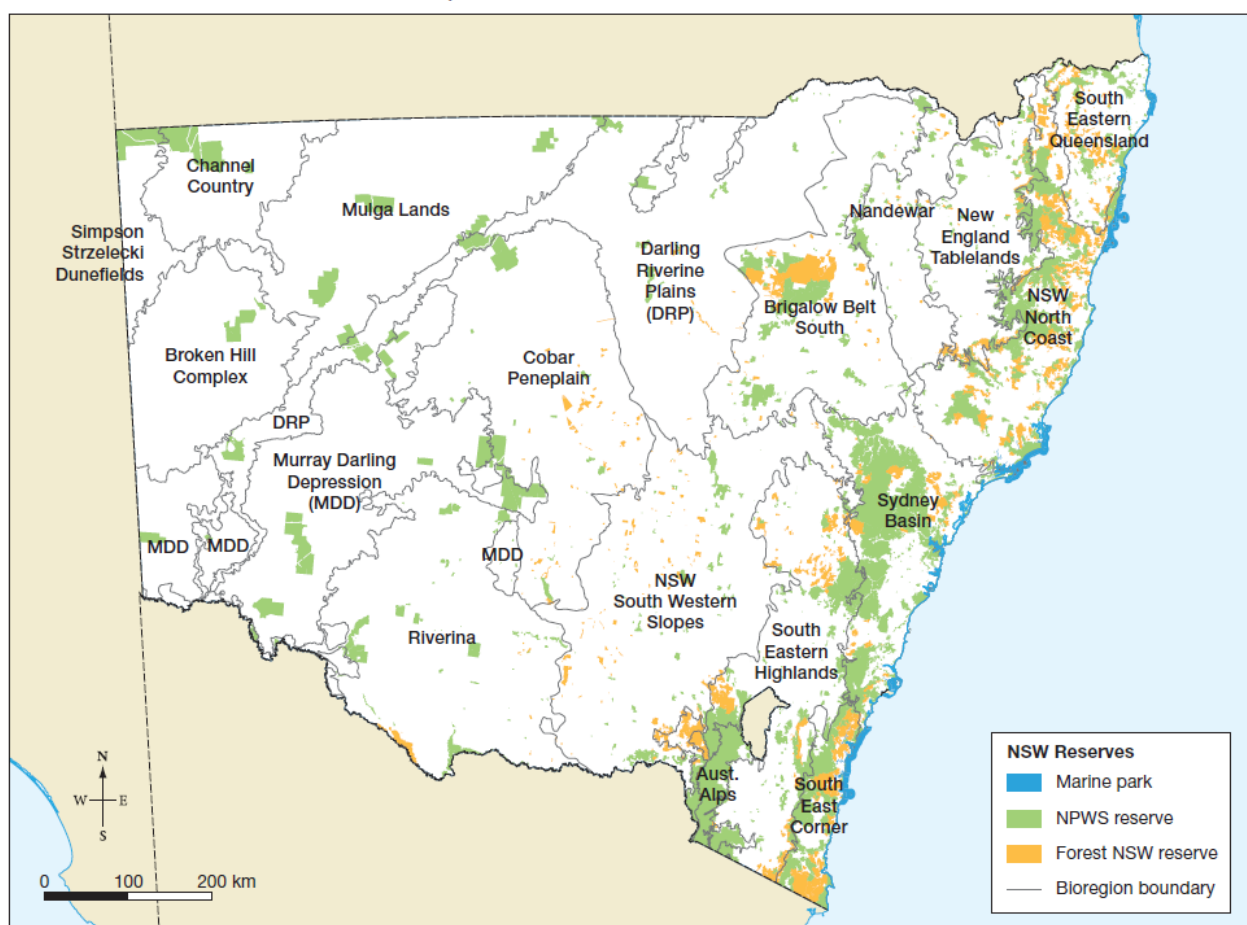 South
Eastern
Queensland
Channel
Country
Mulga Lands
Nandewar
New
England
Tablelands
Simpson
Strzelecki
Dunefields
Darling
Riverine
Plains
(DRP)
Brigalow Belt
South
NSW
North
Coast
Broken Hill
Complex
Cobar
Peneplain
DRP
Murray Darling
Depression
(MDD)
Sydney
Basin
MDD
MDD
MDD
NSW
South Western
Slopes
Riverina
South
Eastern
Highlands
Aust.
Alps
South
East
Corner
N
W
E
S
0 100 200 km
NSW Reserves
Marine park
NPWS reserve
Forest NSW reserve
Bioregion boundary